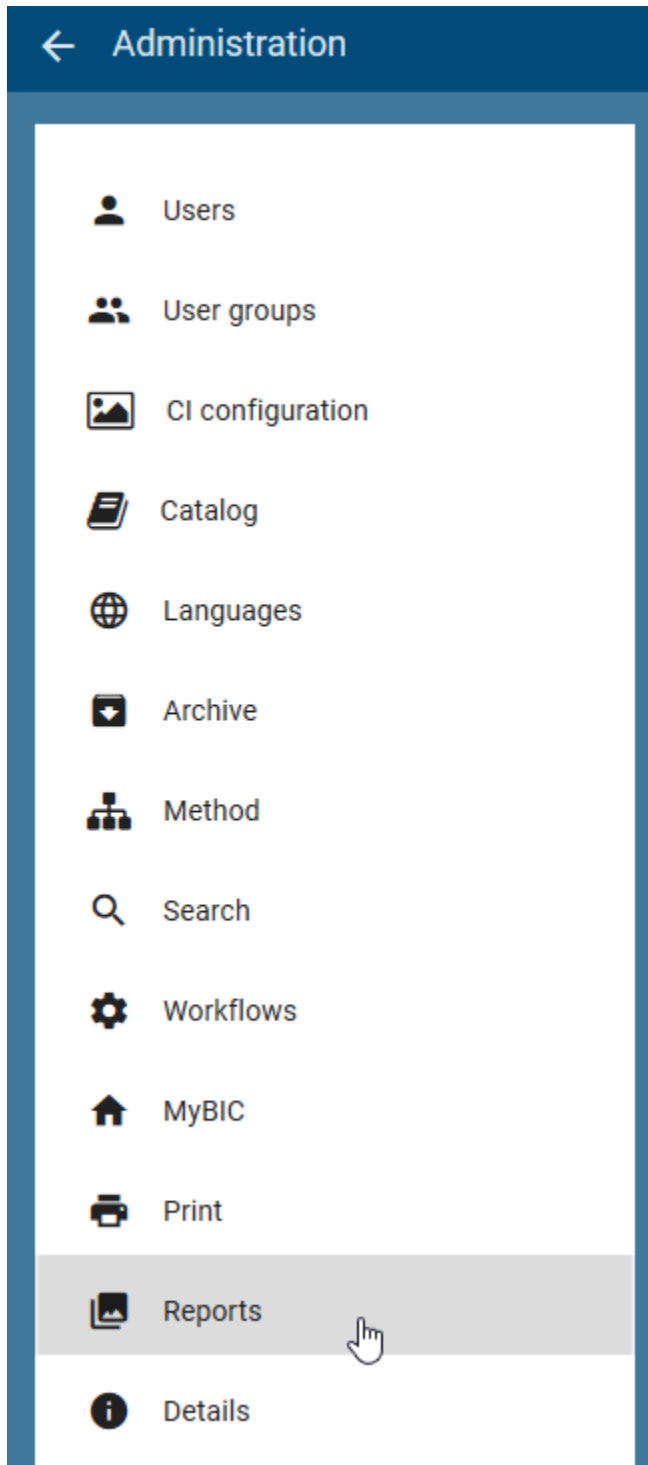 Administration
Users
User groups
CI configuration
Catalog
Languages
Archive
Method
Search
Workflows
MyBIC
Print
Reports
Details